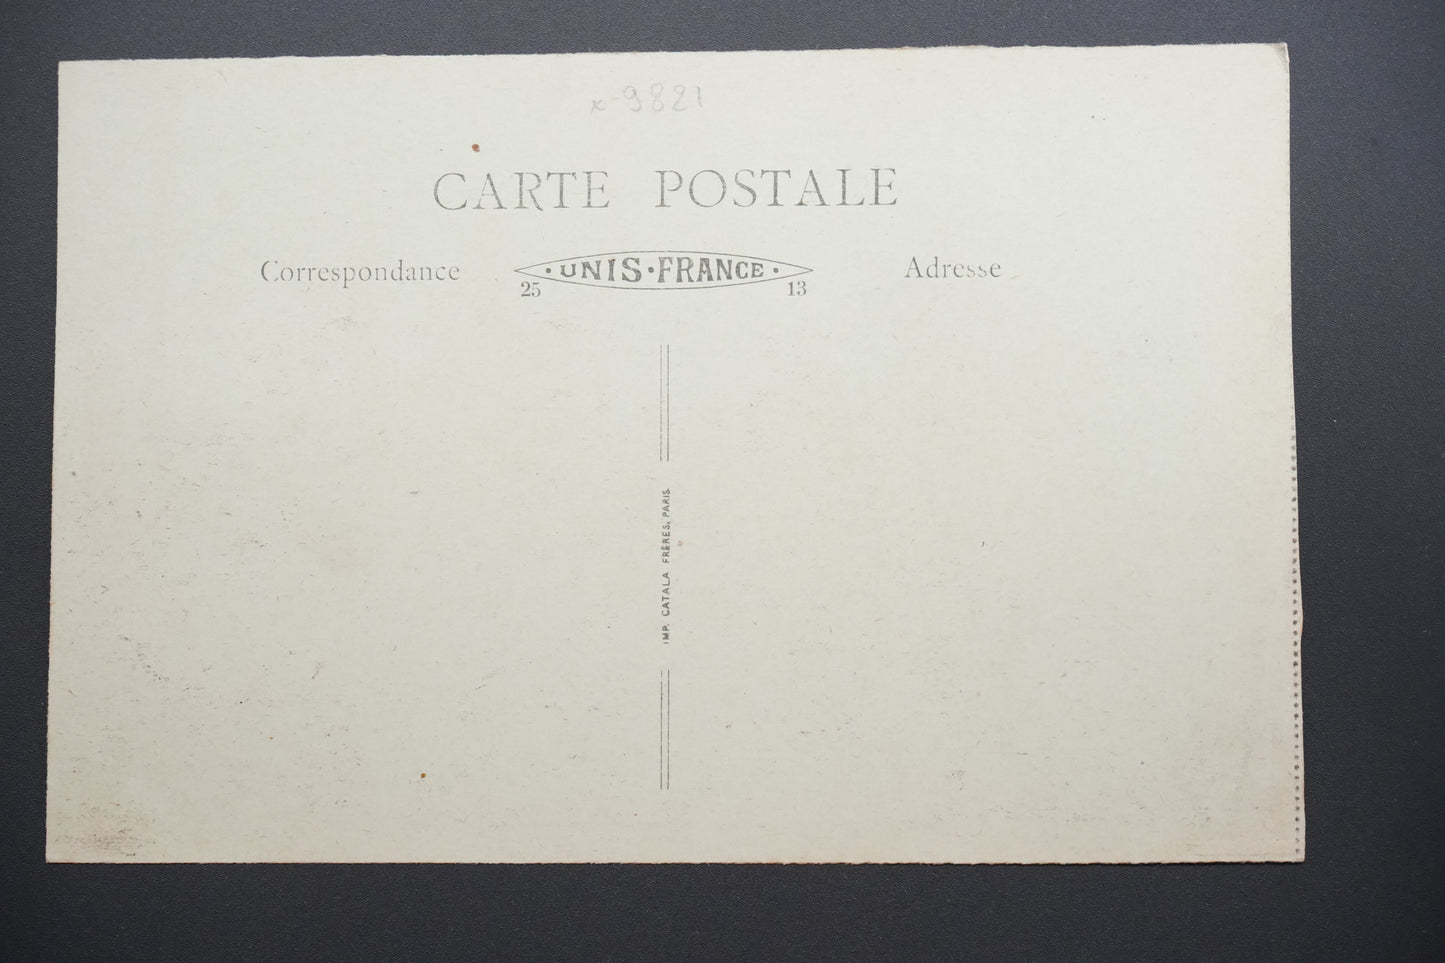 x-9821
CARTE POSTALE
Correspondance
· UNIS · FRANCE ·
25 13
Adresse
IMP. CATALA FRÈRES, PARIS